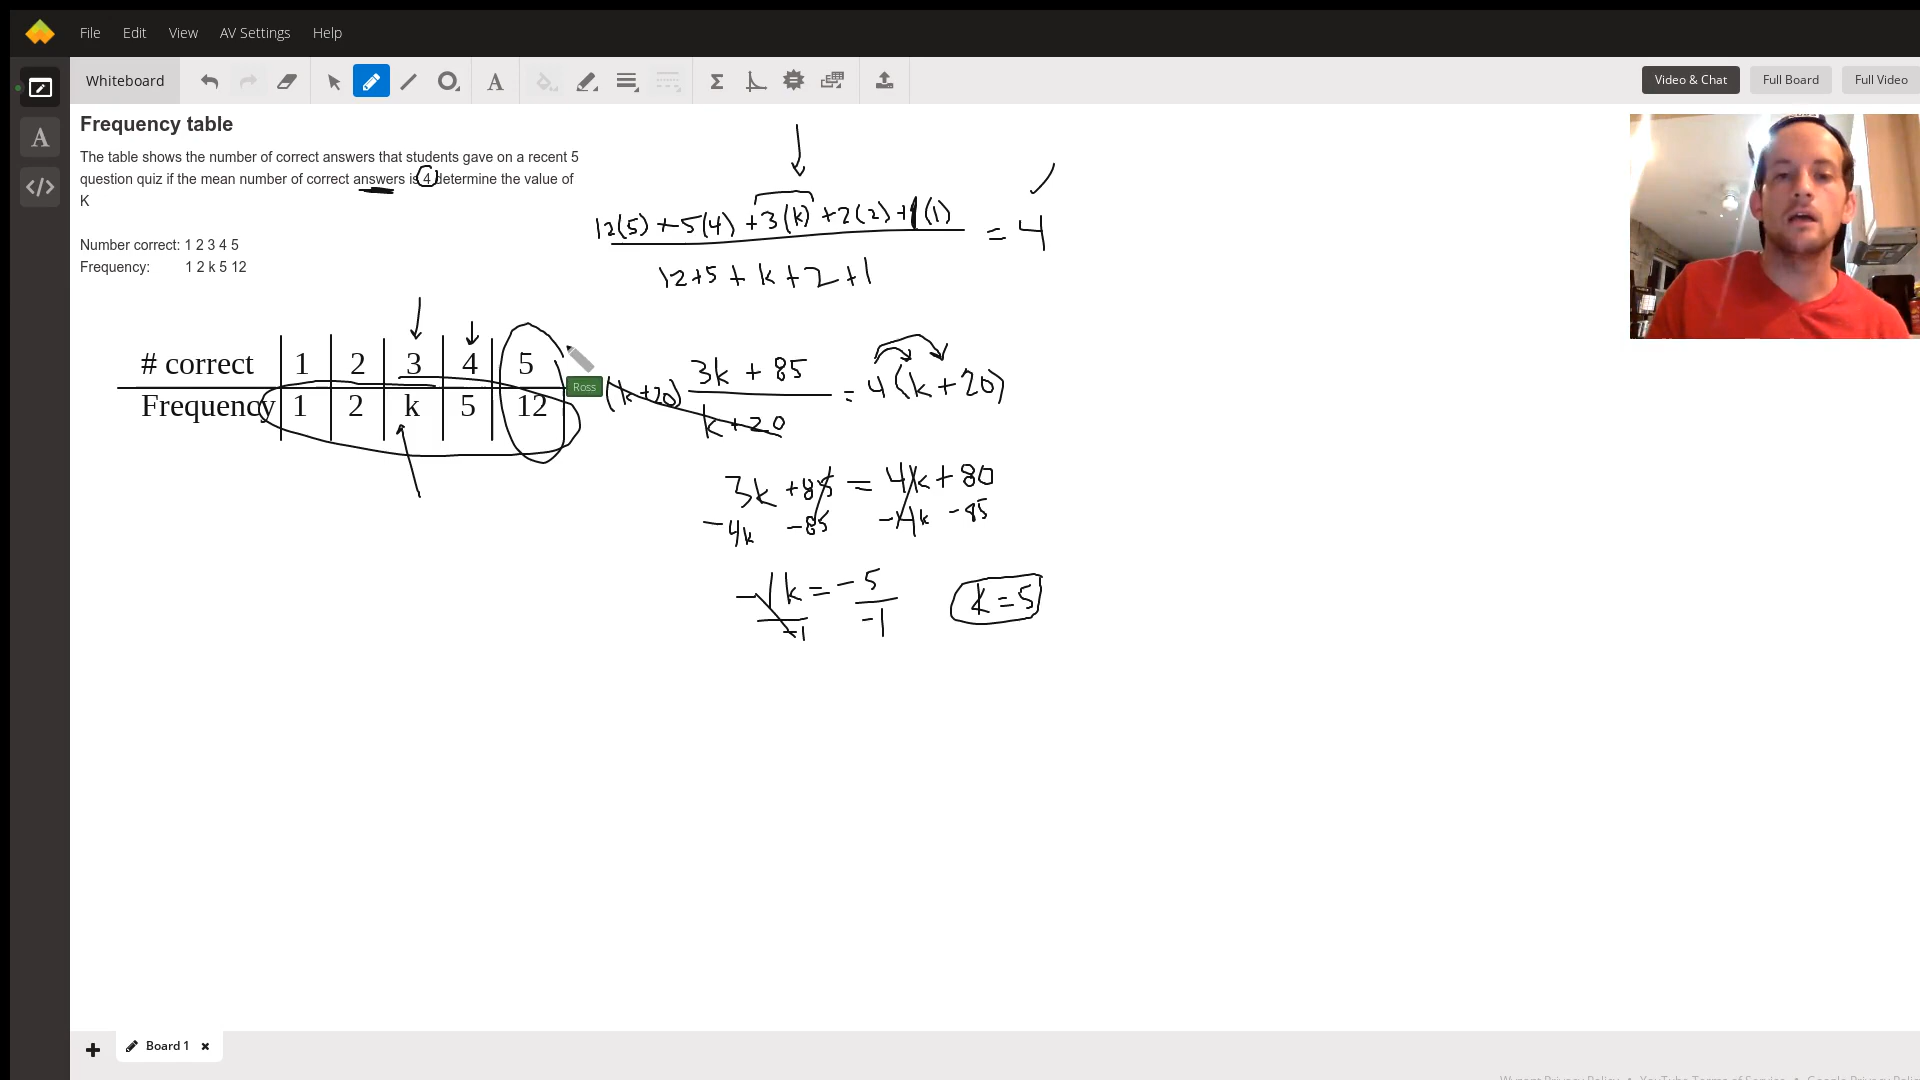 File Edit View AV Settings Help
Whiteboard A Σ Video & Chat Full Board Full Video
A
Frequency table
The table shows the number of correct answers that students gave on a recent 5
question quiz if the mean number of correct answers is 4 determine the value of
K
Number correct: 1 2 3 4 5
Frequency: 1 2 k 5 12
# correct 1 2 3 4 5
Frequency 1 2 k 5 12
Ross
12(5) + 5(4) + 3(k) + 2(2) + 1(1) = 4
12+5 + k + 2 + 1
(k+20) 3k + 85 = 4(k+20)
k+20
3k +85 = 4k+80
-4k -85 -4k -85
-1k = -5 k = 5
-1 -1
+ Board 1 ×